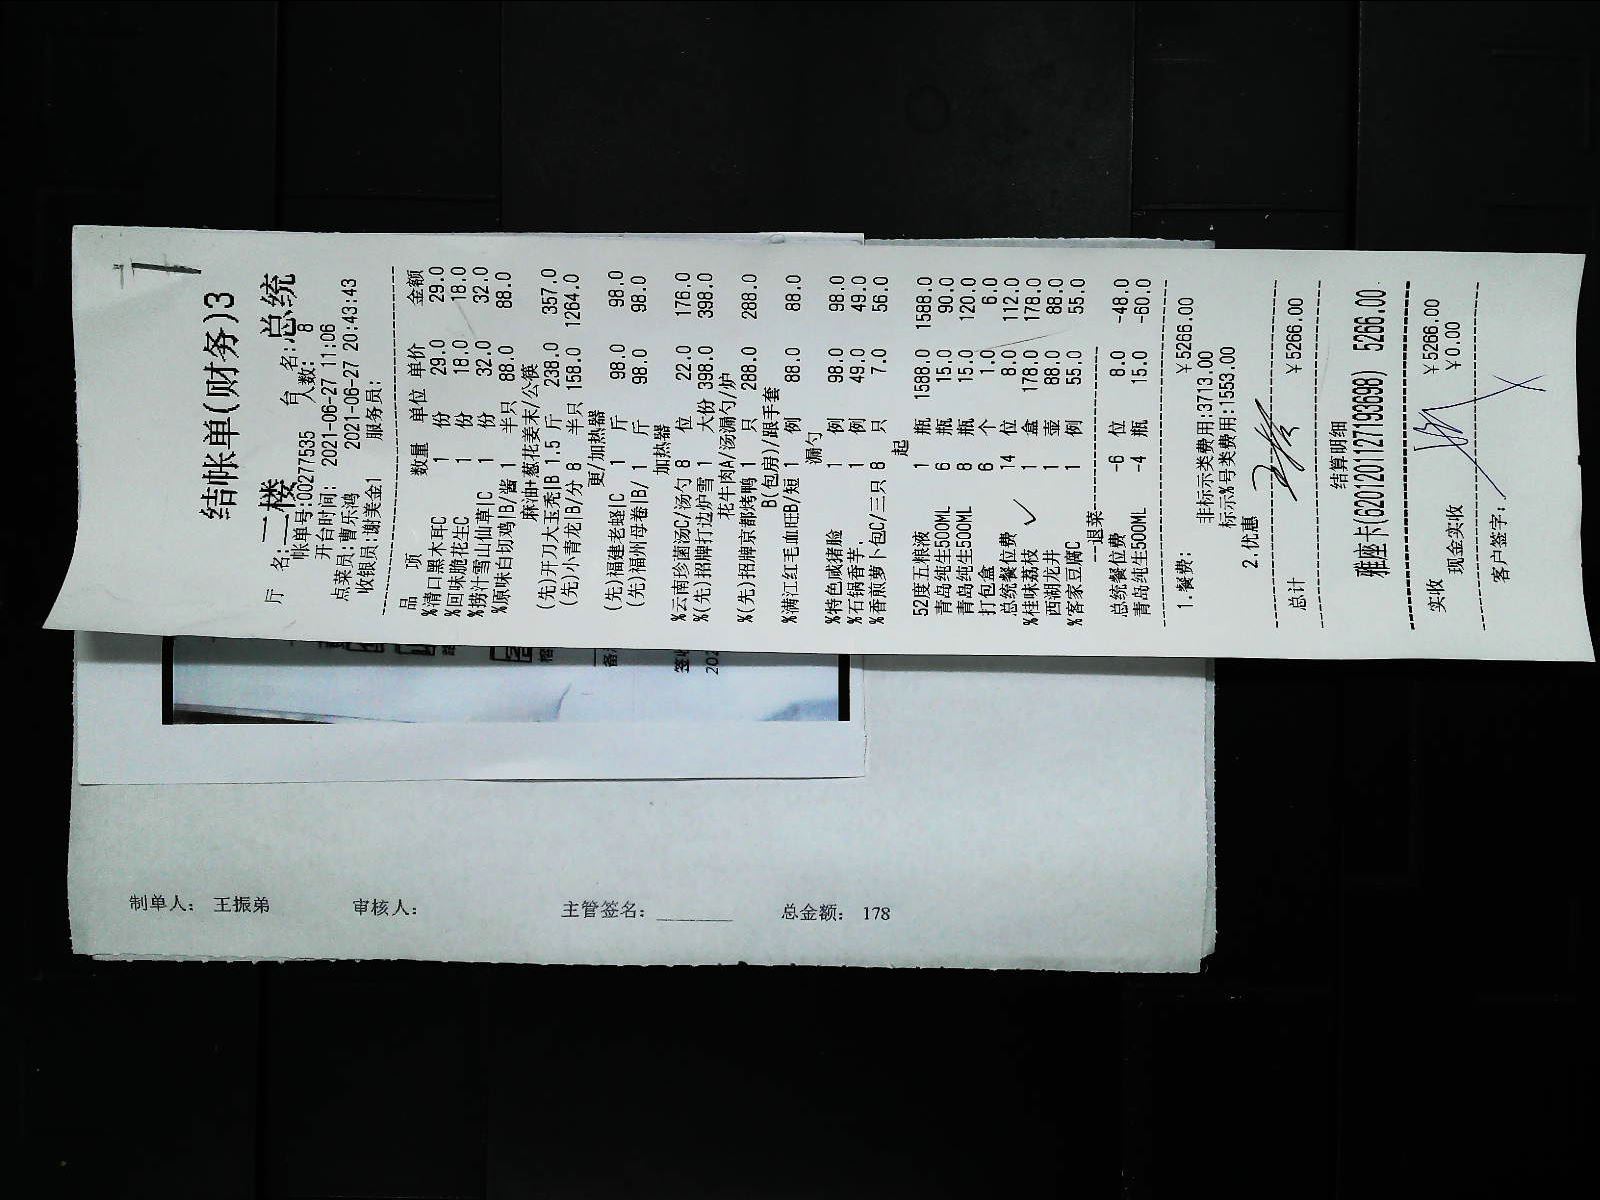 结帐单(财务)3
厅 名:二楼 台 名:总统
帐单号:00277535 人数: 8
开台时间: 2021-06-27 11:06
点菜员:曹乐鸿 2021-06-27 20:43:43
收银员:谢美金1 服务员:
品 项 数量 单位 单价 金额
%清口黑木耳C 1 份 29.0 29.0
%回味脆花生C 1 份 18.0 18.0
%捞汁雪山仙草|C 1 份 32.0 32.0
%原味白切鸡|B/酱 1 半只 88.0 88.0
麻油+葱花姜末/公筷
(先)开刀大玉秃|B 1.5 斤 238.0 357.0
(先)小青龙|B/分 8 半只 158.0 1264.0
更/加热器
(先)福建老蛏|C 1 斤 98.0 98.0
(先)福州母卷|B/ 1 斤 98.0 98.0
加热器
%云南珍菌汤C/汤勺 8 位 22.0 176.0
%(先)招牌打边炉雪 1 大份 398.0 398.0
花牛肉A/汤漏勺/炉
%(先)招牌京都烤鸭 1 只 288.0 288.0
B(包房)/跟手套
%满江红毛血旺B/短 1 例 88.0 88.0
漏勺
%特色咸猪脸 1 例 98.0 98.0
%石锅香芋. 1 例 49.0 49.0
%香煎萝卜包C/三只 8 只 7.0 56.0
起
52度五粮液 1 瓶 1588.0 1588.0
青岛纯生500ML 6 瓶 15.0 90.0
青岛纯生500ML 8 瓶 15.0 120.0
打包盒 6 个 1.0 6.0
总统餐位费 14 位 8.0 112.0
%桂味荔枝 1 盒 178.0 178.0
西湖龙井 1 壶 88.0 88.0
%客家豆腐C 1 例 55.0 55.0
--退菜--
总统餐位费 -6 位 8.0 -48.0
青岛纯生500ML -4 瓶 15.0 -60.0
1.餐费: ¥5266.00
非标示类费用:3713.00
标示%号类费用:1553.00
2.优惠
总计 ¥5266.00
结算明细
雅座卡(6201201127193698) 5266.00
实收 ¥5266.00
现金实收 ¥0.00
客户签字:
签收
202
制单人: 王振弟 审核人: 主管签名: 总金额: 178